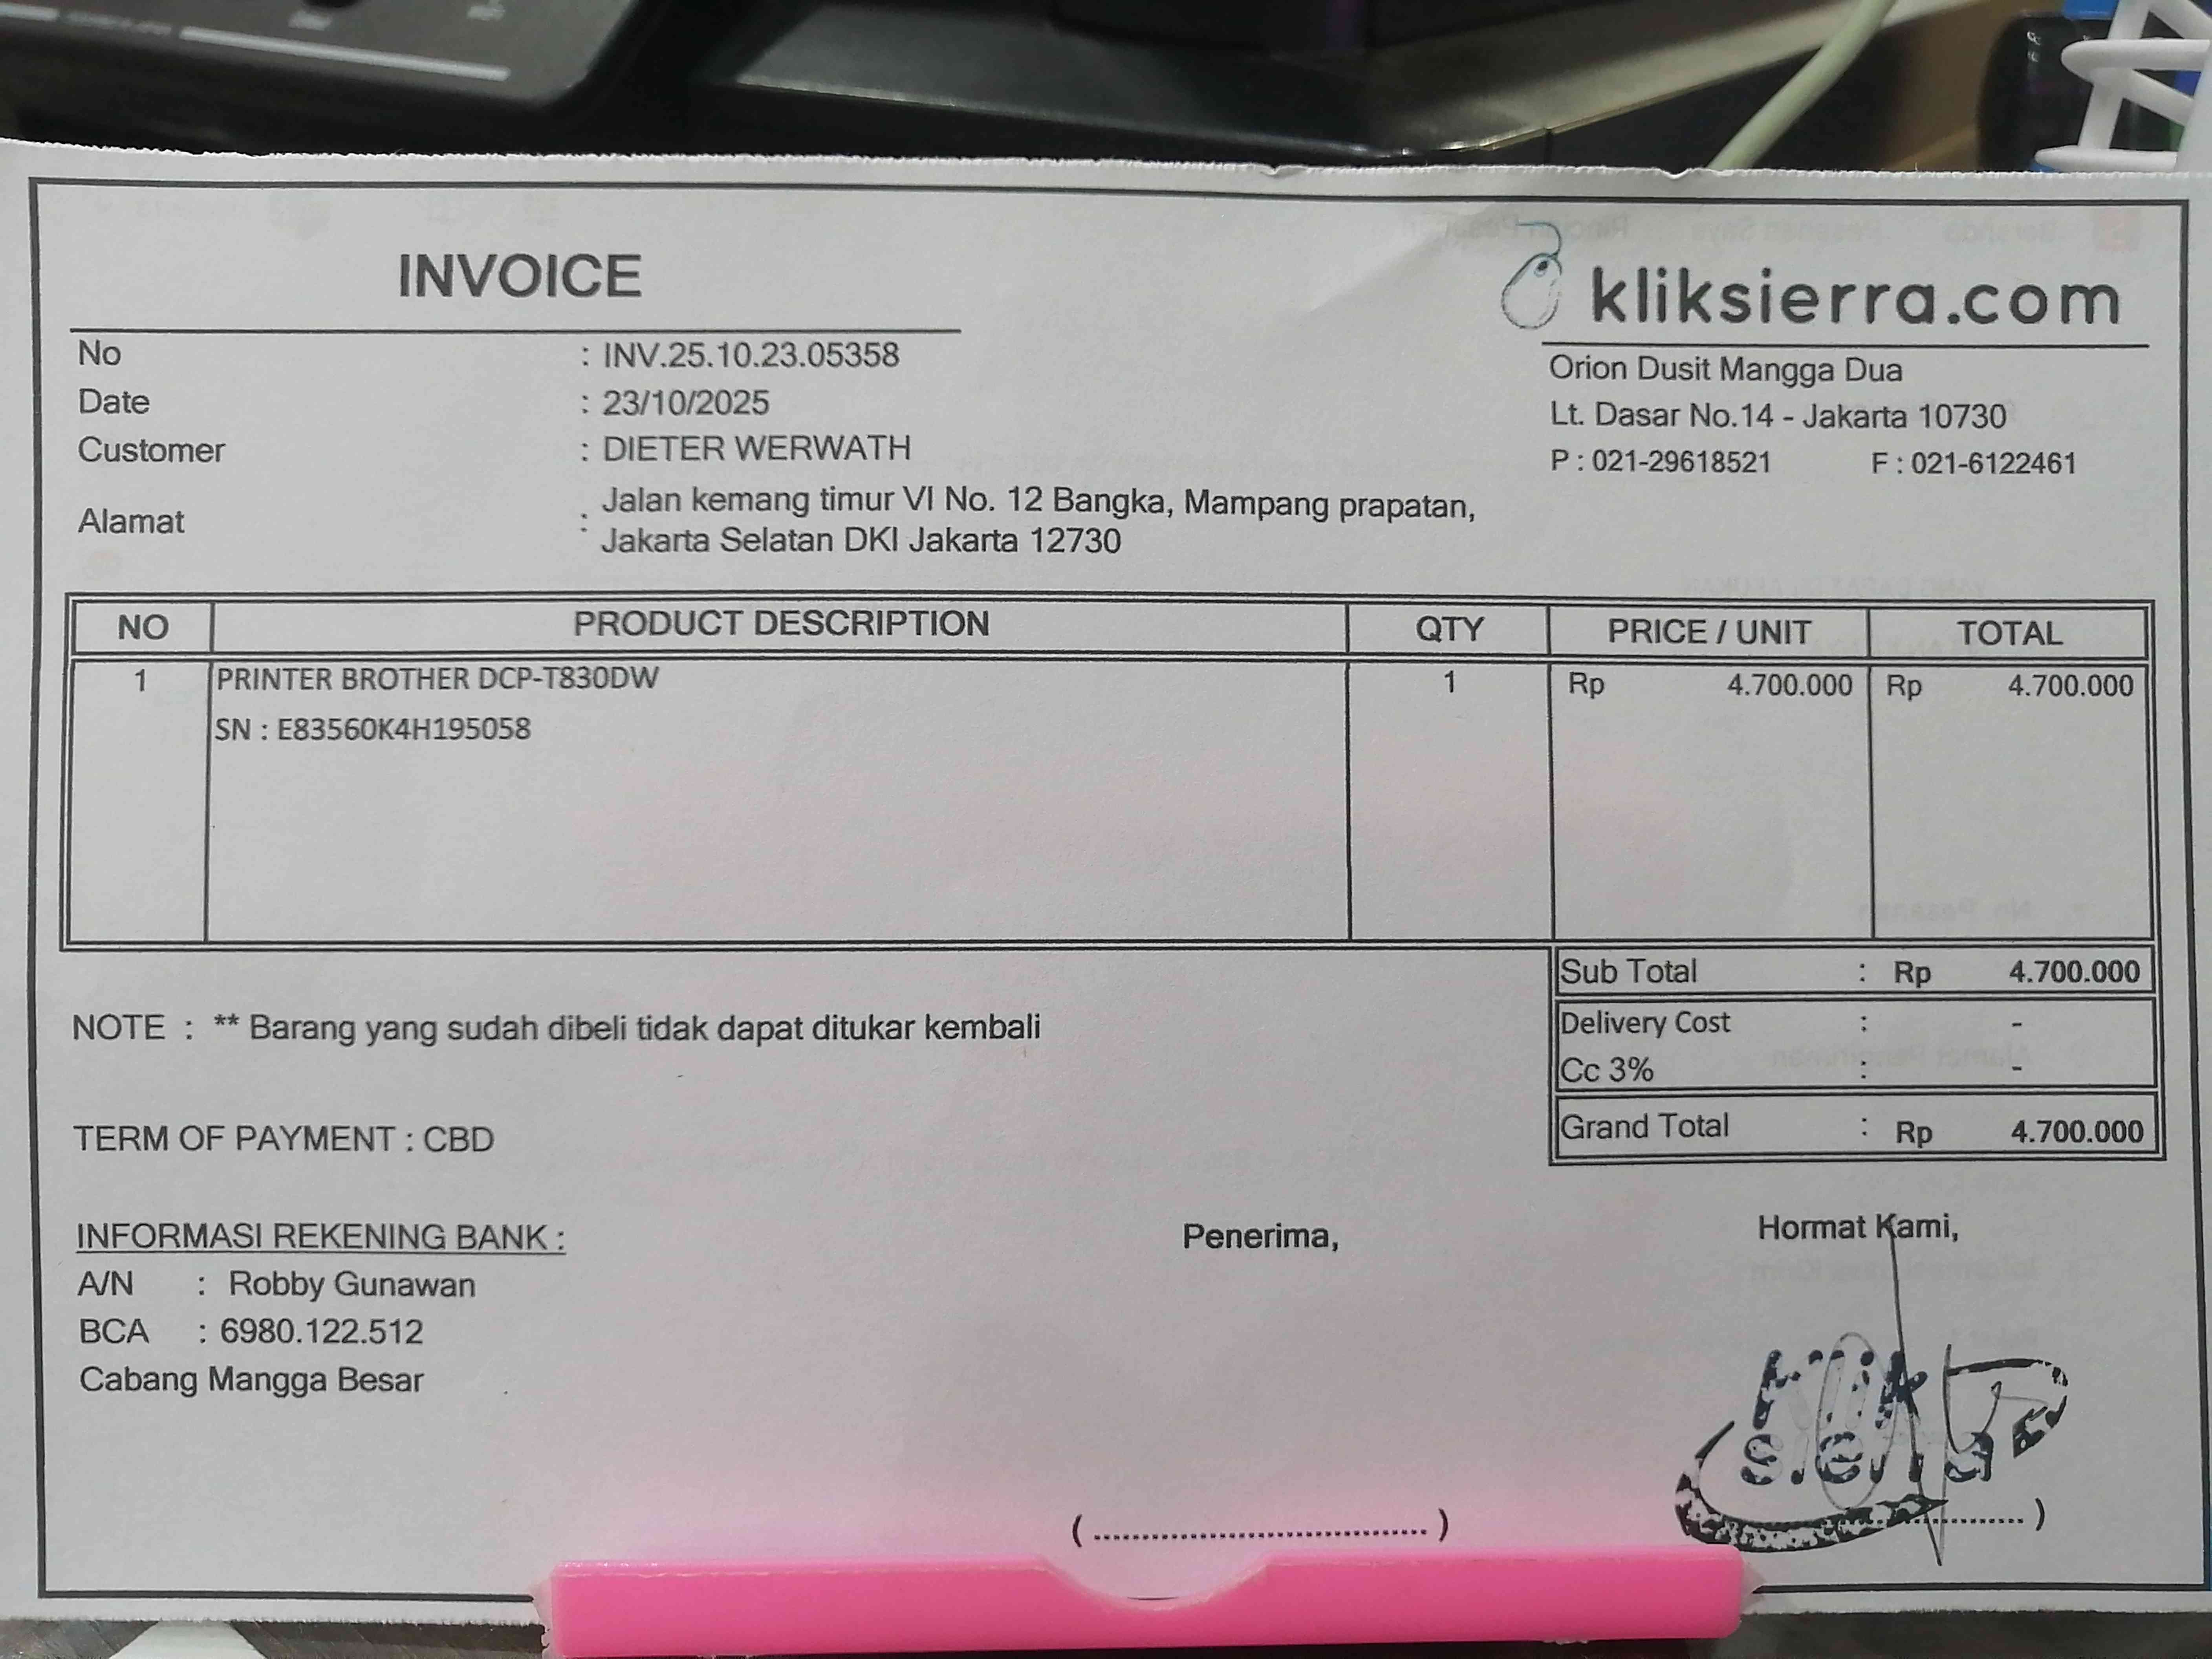 INVOICE
kliksierra.com
Orion Dusit Mangga Dua
Lt. Dasar No.14 - Jakarta 10730
P : 021-29618521 F : 021-6122461
No : INV.25.10.23.05358
Date : 23/10/2025
Customer : DIETER WERWATH
Alamat : Jalan kemang timur VI No. 12 Bangka, Mampang prapatan,
Jakarta Selatan DKI Jakarta 12730
NO PRODUCT DESCRIPTION QTY PRICE / UNIT TOTAL
1 PRINTER BROTHER DCP-T830DW 1 Rp 4.700.000 Rp 4.700.000
SN : E83560K4H195058
Sub Total : Rp 4.700.000
Delivery Cost : -
Cc 3% : -
Grand Total : Rp 4.700.000
NOTE : ** Barang yang sudah dibeli tidak dapat ditukar kembali
TERM OF PAYMENT : CBD
INFORMASI REKENING BANK :
A/N : Robby Gunawan
BCA : 6980.122.512
Cabang Mangga Besar
Penerima,
(....................................)
Hormat Kami,
Klik
sierra